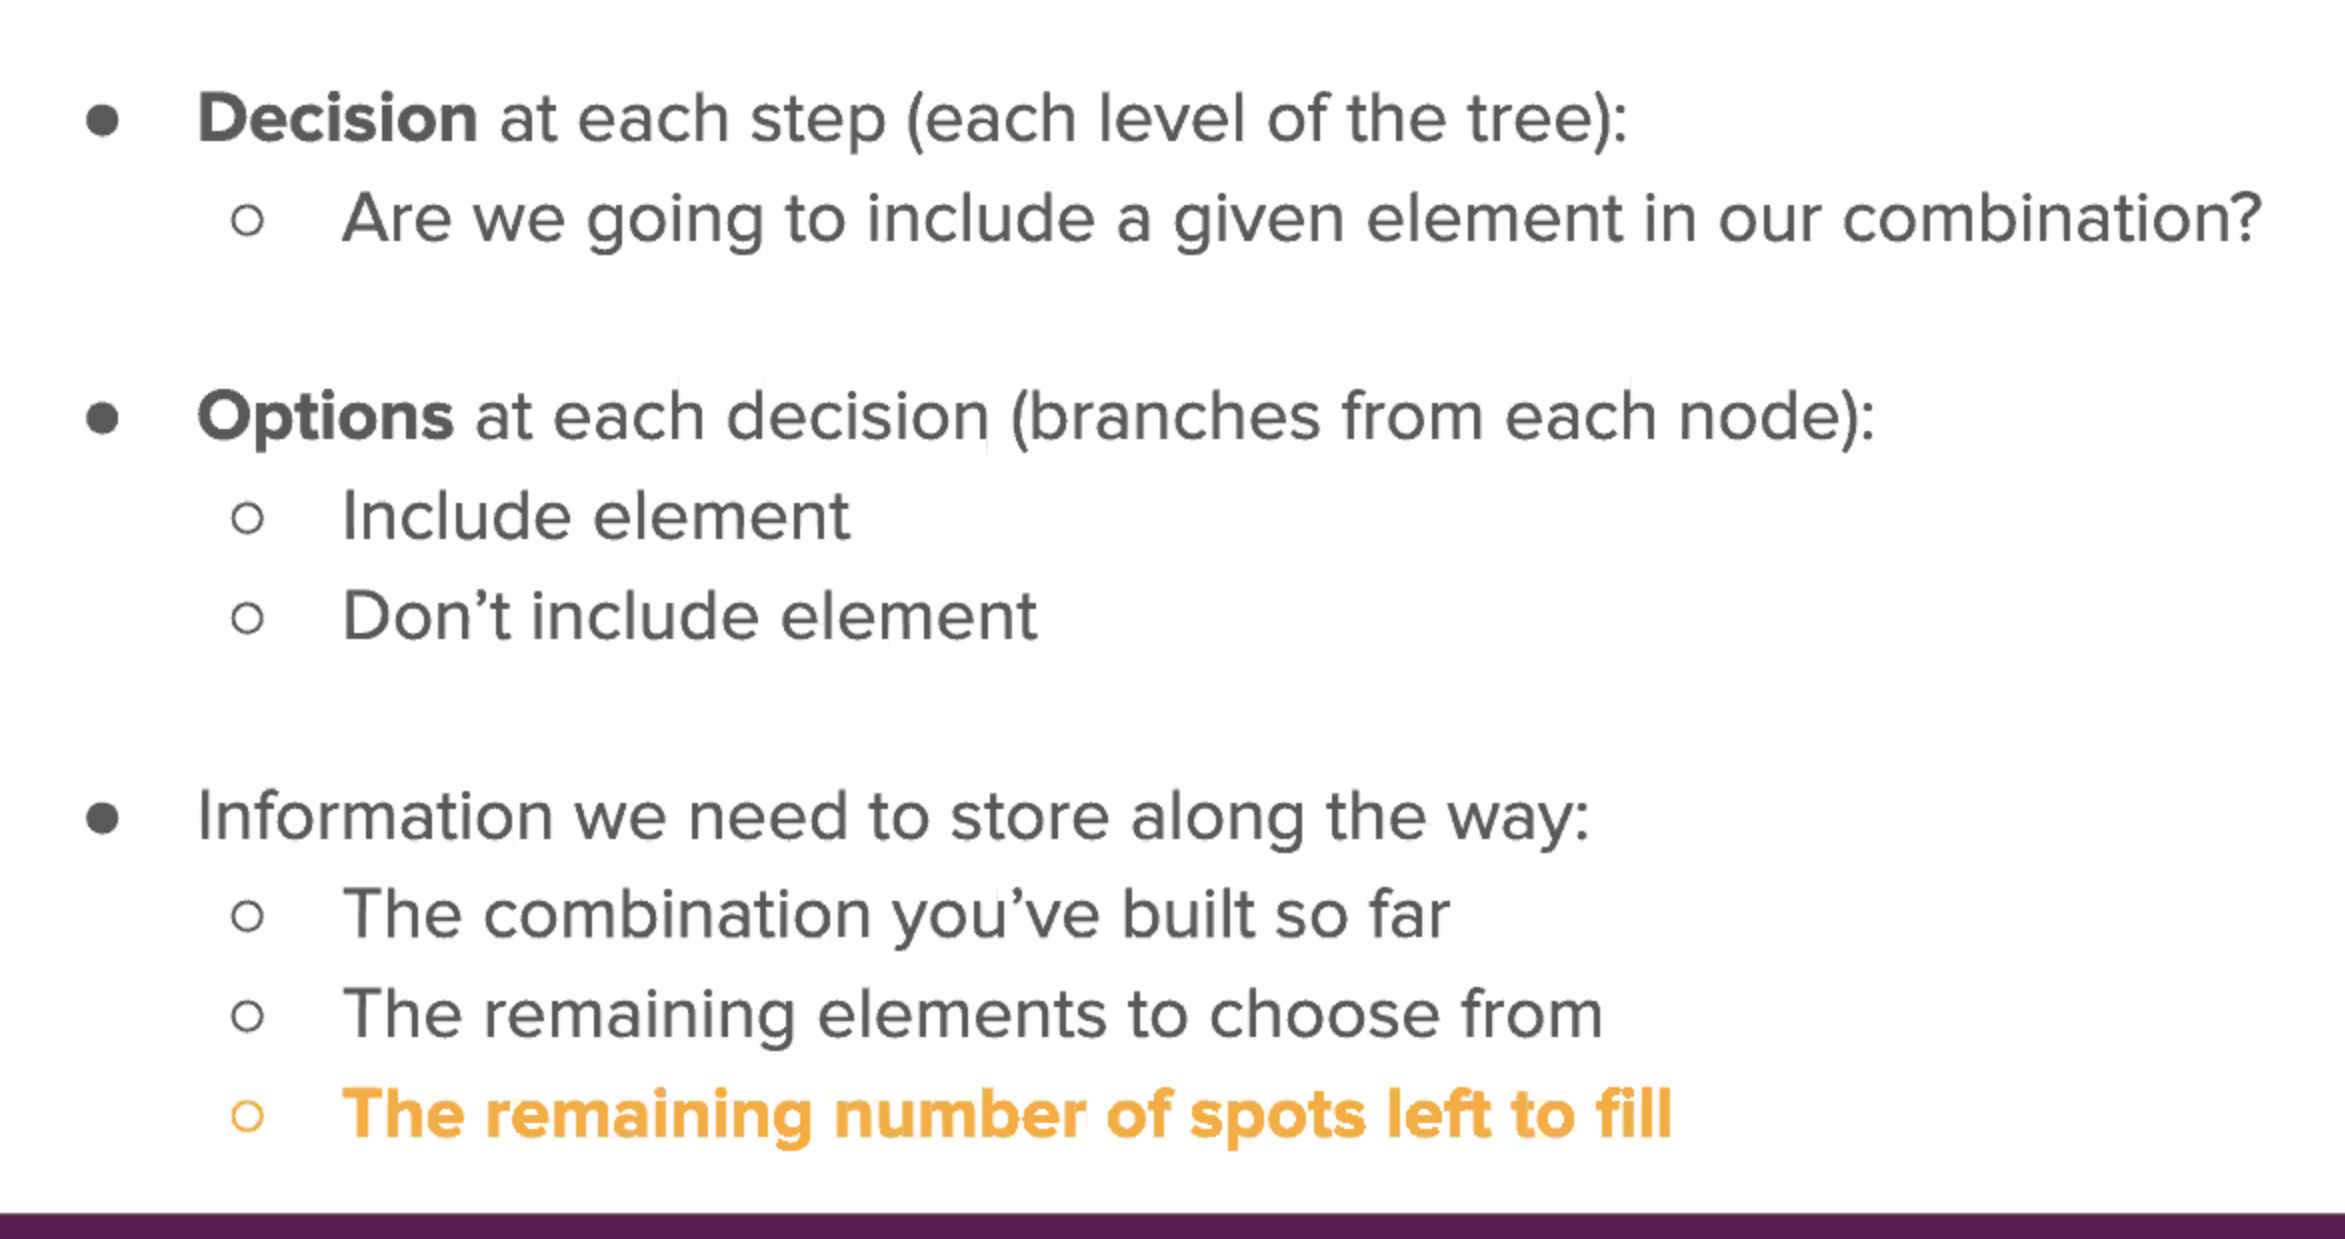 ● Decision at each step (each level of the tree):
○ Are we going to include a given element in our combination?
● Options at each decision (branches from each node):
○ Include element
○ Don’t include element
● Information we need to store along the way:
○ The combination you’ve built so far
○ The remaining elements to choose from
○ The remaining number of spots left to fill